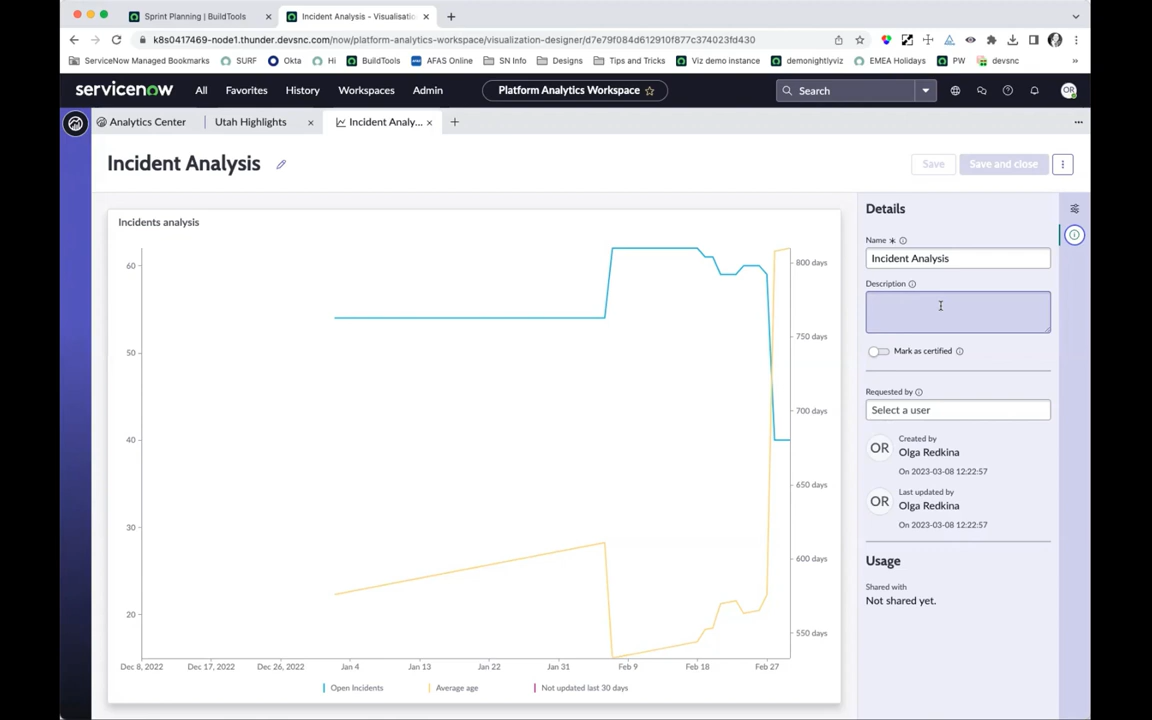 Sprint Planning | BuildTools
Incident Analysis - Visualisatio
k8s0417469-node1.thunder.devsnc.com/now/platform-analytics-workspace/visualization-designer/d7e79f084d612910f877c374023fd430
ServiceNow Managed Bookmarks
SURF
Okta
Hi
BuildTools
AFAS Online
SN Info
Designs
Tips and Tricks
Viz demo instance
demonightlyviz
EMEA Holidays
PW
devsnc
servicenow
All
Favorites
History
Workspaces
Admin
Platform Analytics Workspace
Search
OR
Analytics Center
Utah Highlights
Incident Analy...
Incident Analysis
Save
Save and close
Incidents analysis
60
50
40
30
20
800 days
750 days
700 days
650 days
600 days
550 days
Dec 8, 2022
Dec 17, 2022
Dec 26, 2022
Jan 4
Jan 13
Jan 22
Jan 31
Feb 9
Feb 18
Feb 27
Open Incidents
Average age
Not updated last 30 days
Details
Name
Incident Analysis
Description
Mark as certified
Requested by
Select a user
OR
Created by
Olga Redkina
On 2023-03-08 12:22:57
OR
Last updated by
Olga Redkina
On 2023-03-08 12:22:57
Usage
Shared with
Not shared yet.